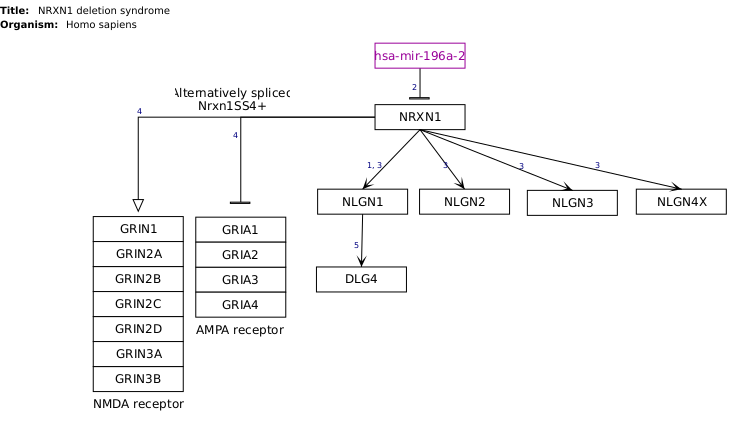 Title: NRXN1 deletion syndrome
Organism: Homo sapiens
hsa-mir-196a-2
2
Alternatively spliced
Nrxn1SS4+
4
4
NRXN1
1, 3
3
3
3
NLGN1
NLGN2
NLGN3
NLGN4X
5
DLG4
GRIN1
GRIN2A
GRIN2B
GRIN2C
GRIN2D
GRIN3A
GRIN3B
NMDA receptor
GRIA1
GRIA2
GRIA3
GRIA4
AMPA receptor